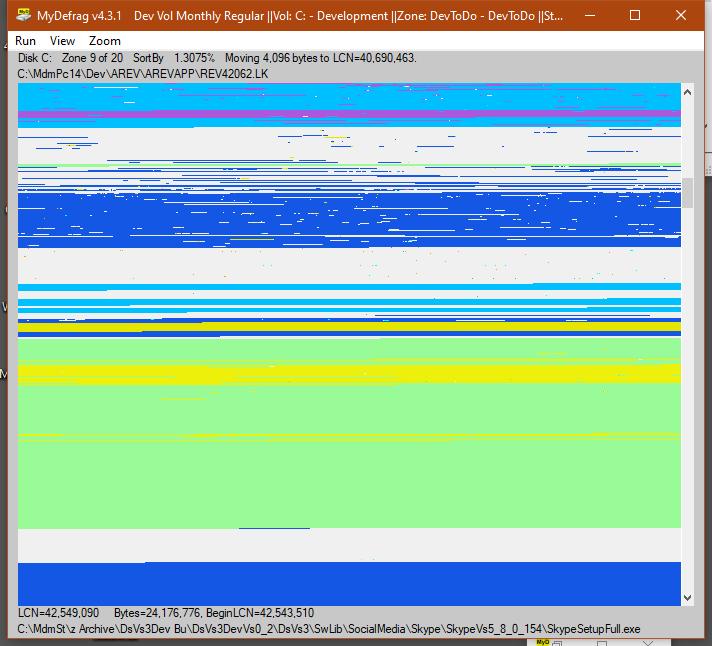 MyDefrag v4.3.1 Dev Vol Monthly Regular ||Vol: C: - Development ||Zone: DevToDo - DevToDo ||St...
Run View Zoom
Disk C: Zone 9 of 20 SortBy 1.3075% Moving 4,096 bytes to LCN=40,690,463.
C:\MdmPc14\Dev\AREV\AREVAPP\REV42062.LK
LCN=42,549,090 Bytes=24,176,776, BeginLCN=42,543,510
C:\MdmSt\z Archive\DsVs3Dev Bu\DsVs3DevVs0_2\DsVs3\SwLib\SocialMedia\Skype\SkypeVs5_8_0_154\SkypeSetupFull.exe
MyD